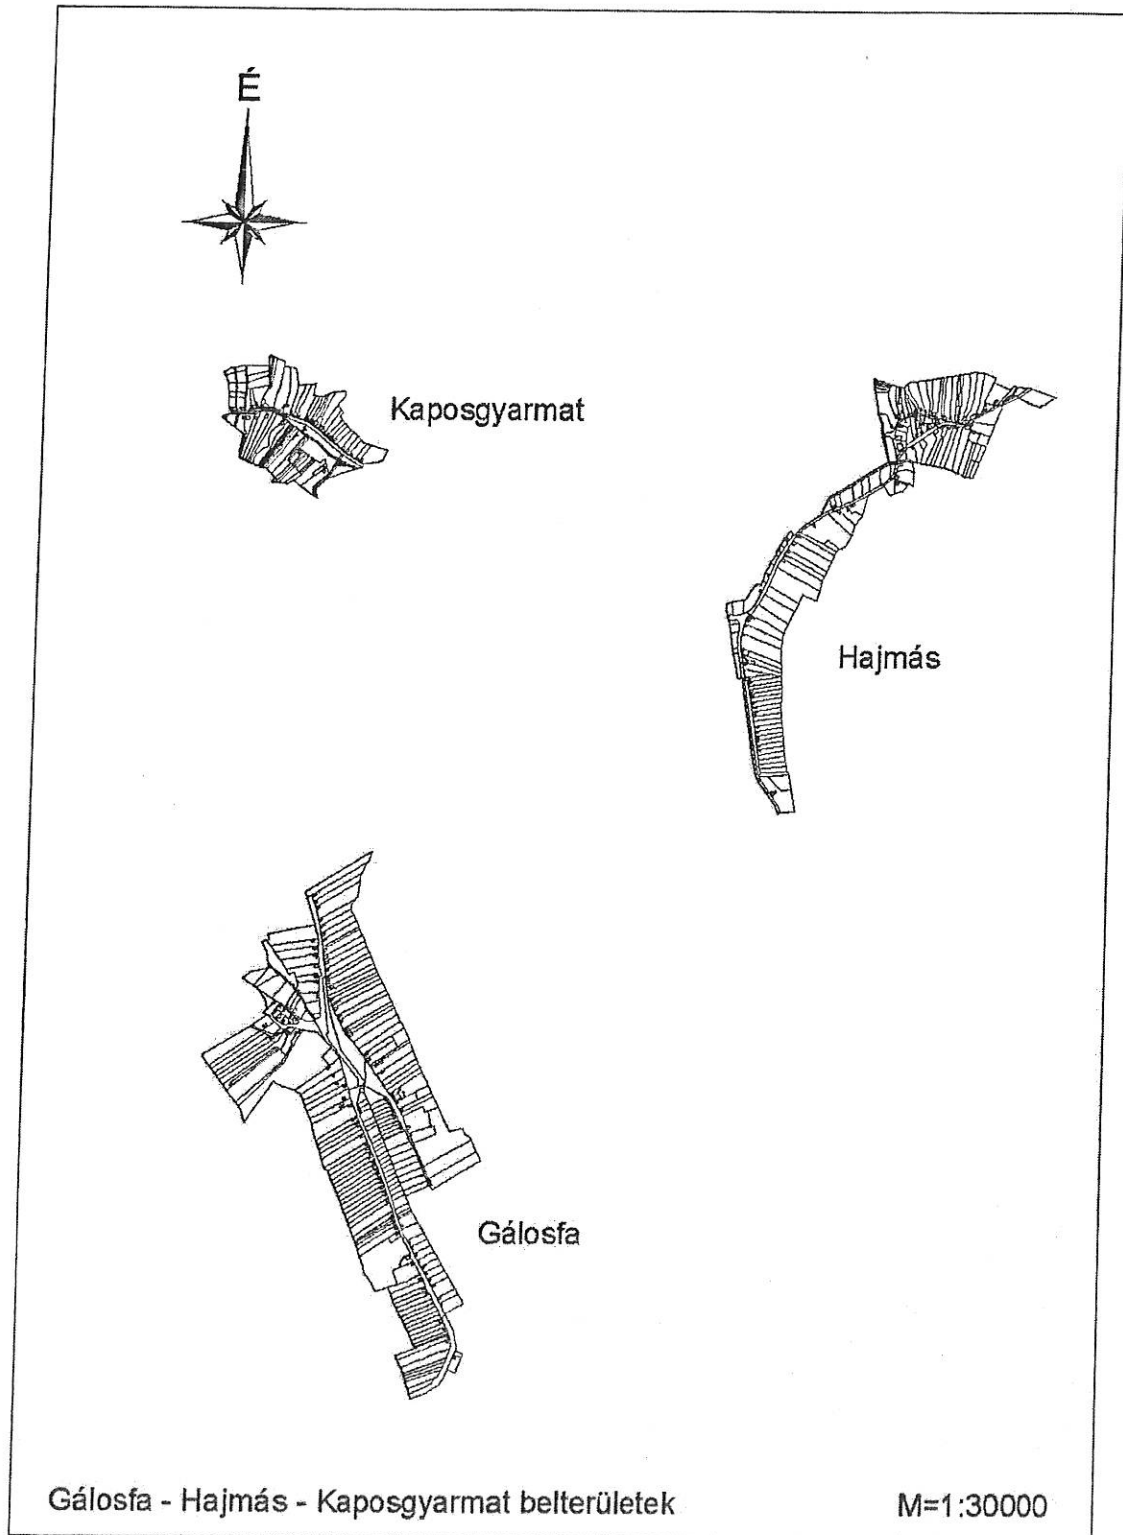 É
Kaposgyarmat
Hajmás
Gálosfa
Gálosfa - Hajmás - Kaposgyarmat belterületek
M=1:30000